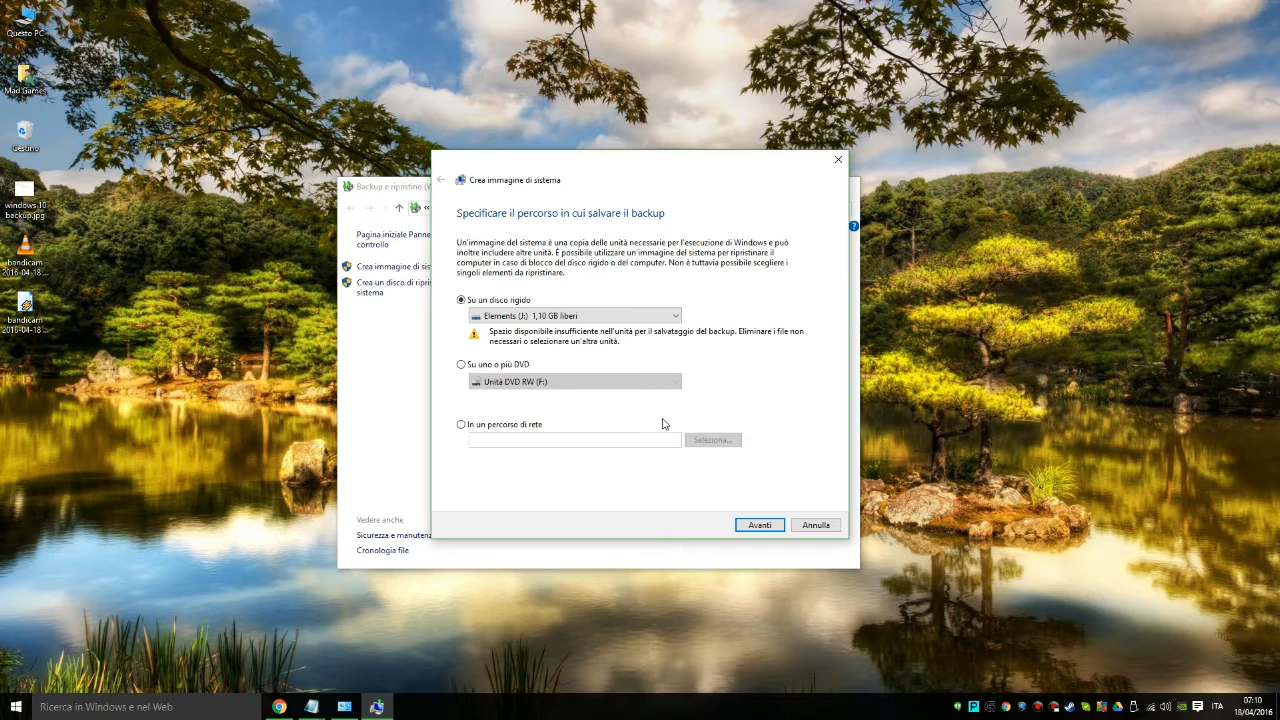 Questo PC
Mad Games
Cestino
windows 10
backup.jpg
bandicam
2016-04-18 ...
bandicam
2016-04-18 ...
Backup e ripristino (W
«
Pagina iniziale Panne
controllo
Crea immagine di sis
Crea un disco di ripri
sistema
Vedere anche
Sicurezza e manuten
Cronologia file
Crea immagine di sistema
Specificare il percorso in cui salvare il backup
Un'immagine del sistema è una copia delle unità necessarie per l'esecuzione di Windows e può
inoltre includere altre unità. È possibile utilizzare un'immagine del sistema per ripristinare il
computer in caso di blocco del disco rigido o del computer. Non è tuttavia possibile scegliere i
singoli elementi da ripristinare.
Su un disco rigido
Elements (J:) 1,10 GB liberi
Spazio disponibile insufficiente nell'unità per il salvataggio del backup. Eliminare i file non
necessari o selezionare un'altra unità.
Su uno o più DVD
Unità DVD RW (F:)
In un percorso di rete
Seleziona...
Avanti
Annulla
Ricerca in Windows e nel Web
ITA
07:10
18/04/2016